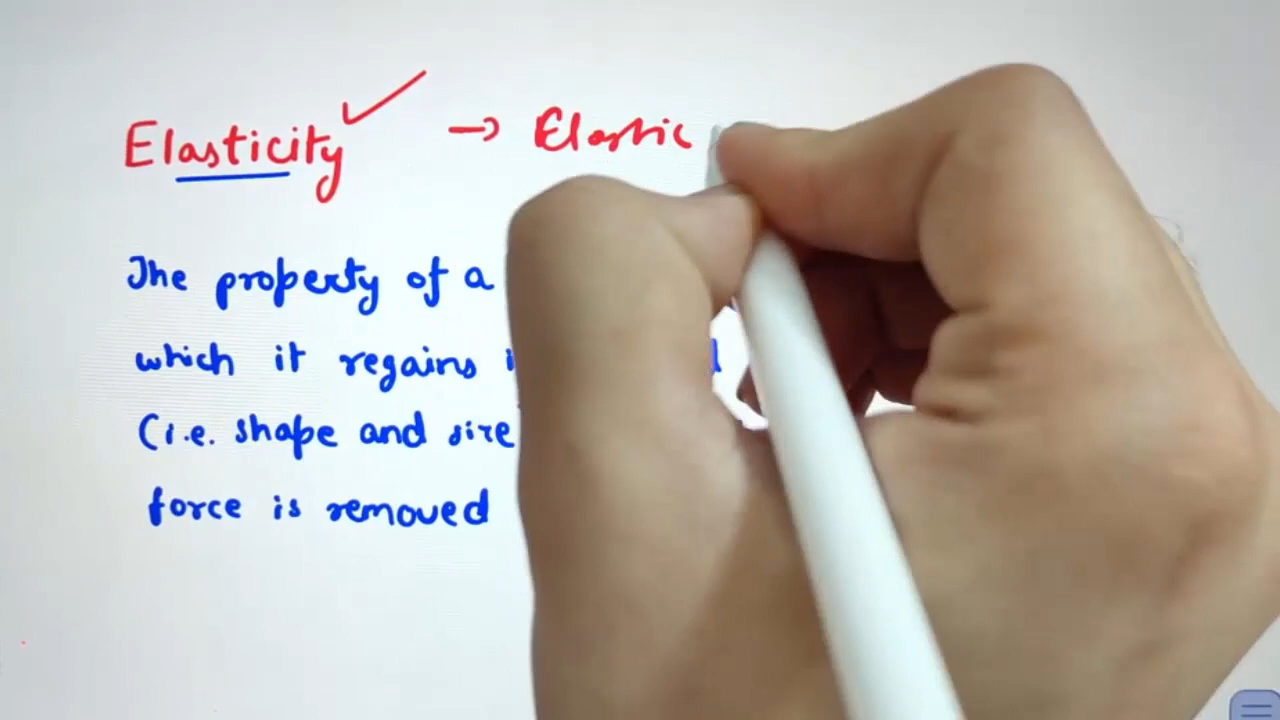 Elasticity → Elastic
The property of a
which it regains
(i.e. shape and size
force is removed